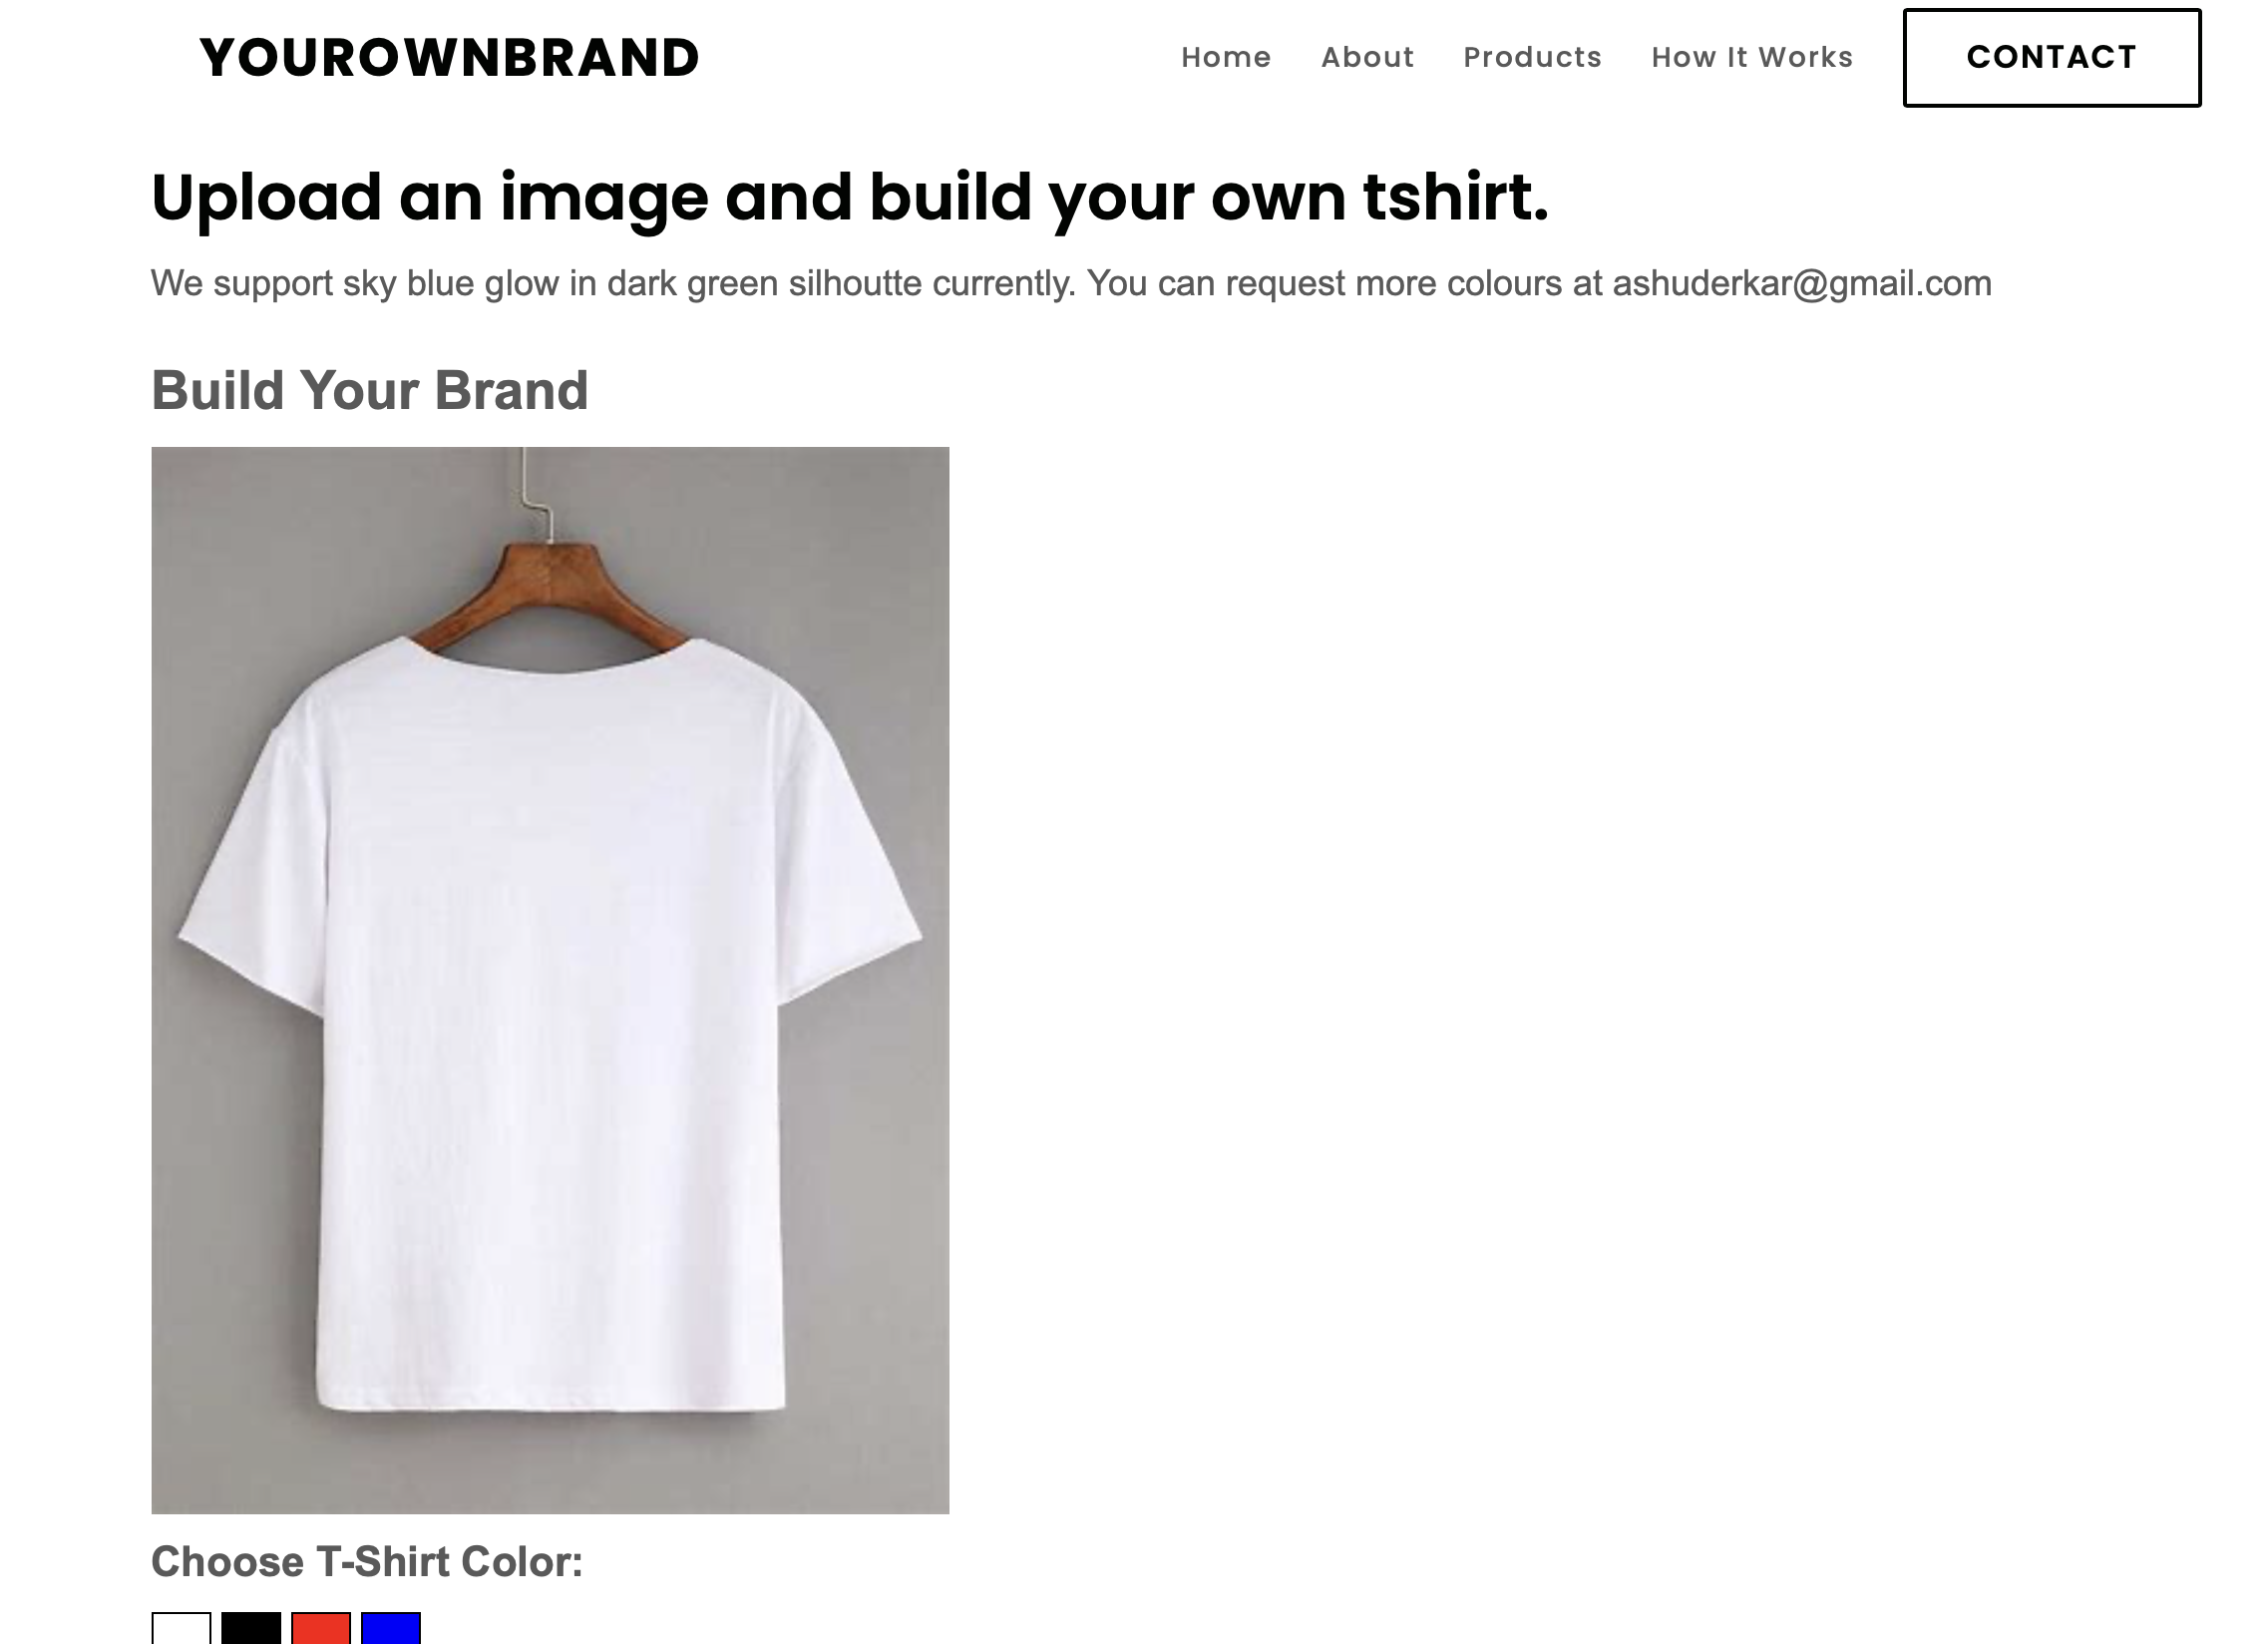 YOUROWNBRAND
Home About Products How It Works CONTACT
Upload an image and build your own tshirt.
We support sky blue glow in dark green silhoutte currently. You can request more colours at ashuderkar@gmail.com
Build Your Brand
Choose T-Shirt Color: